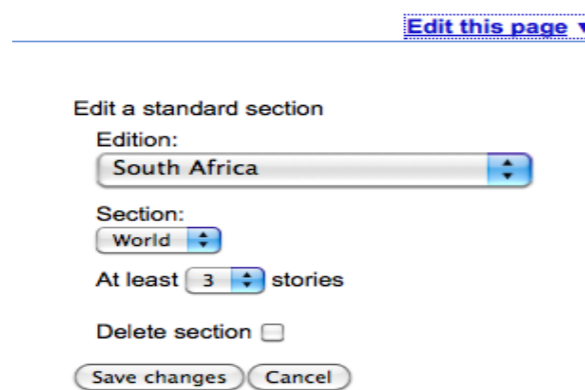 Edit this page ▼
Edit a standard section
Edition:
South Africa
Section:
World
At least 3 stories
Delete section
Save changes Cancel